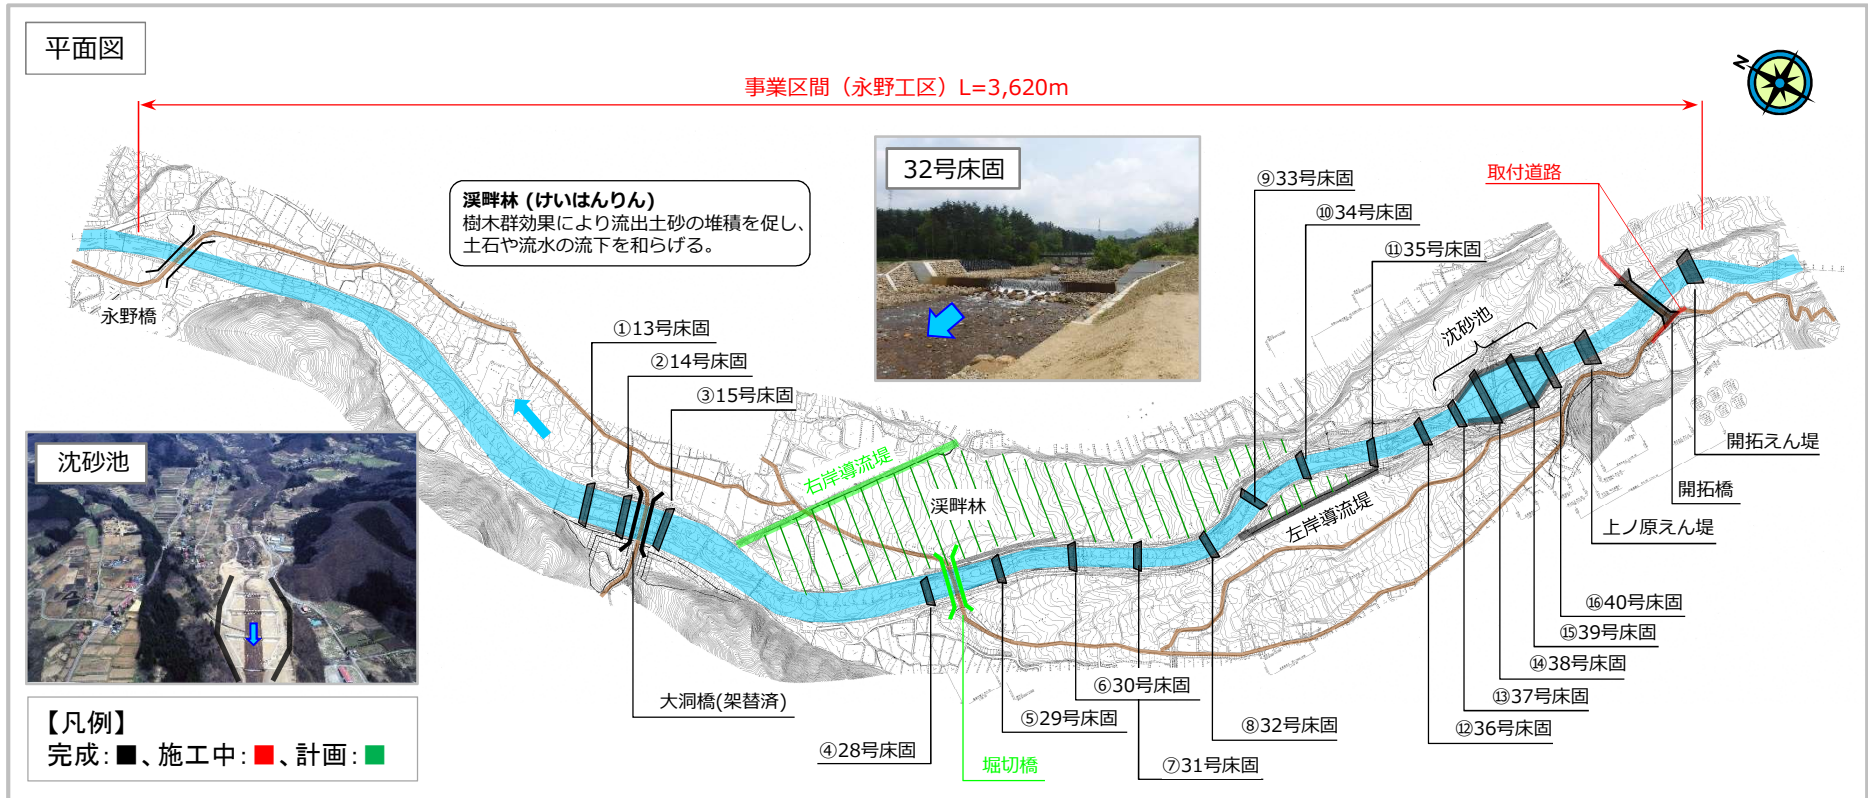 平面図
事業区間（永野工区）L=3,620m
N
32号床固
渓畔林 (けいはんりん)
樹木群効果により流出土砂の堆積を促し、
土石や流水の流下を和らげる。
⑨33号床固
⑩34号床固
⑪35号床固
取付道路
永野橋
①13号床固
②14号床固
③15号床固
沈砂池
右岸導流堤
渓畔林
左岸導流堤
開拓えん堤
開拓橋
上ノ原えん堤
沈砂池
⑯40号床固
⑮39号床固
⑭38号床固
⑬37号床固
⑫36号床固
大洞橋(架替済)
⑥30号床固
⑤29号床固
⑧32号床固
④28号床固
堀切橋
⑦31号床固
【凡例】
完成：■、施工中：■、計画：■